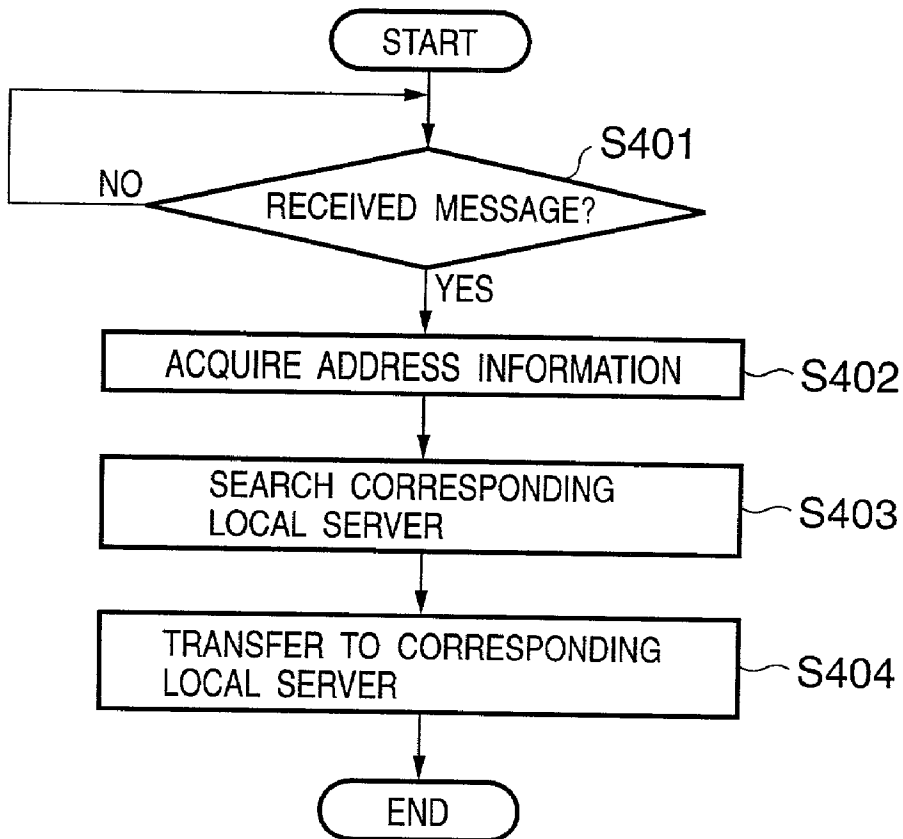 START
S401
NO
RECEIVED MESSAGE?
YES
ACQUIRE ADDRESS INFORMATION
S402
SEARCH CORRESPONDING
LOCAL SERVER
S403
TRANSFER TO CORRESPONDING
LOCAL SERVER
S404
END